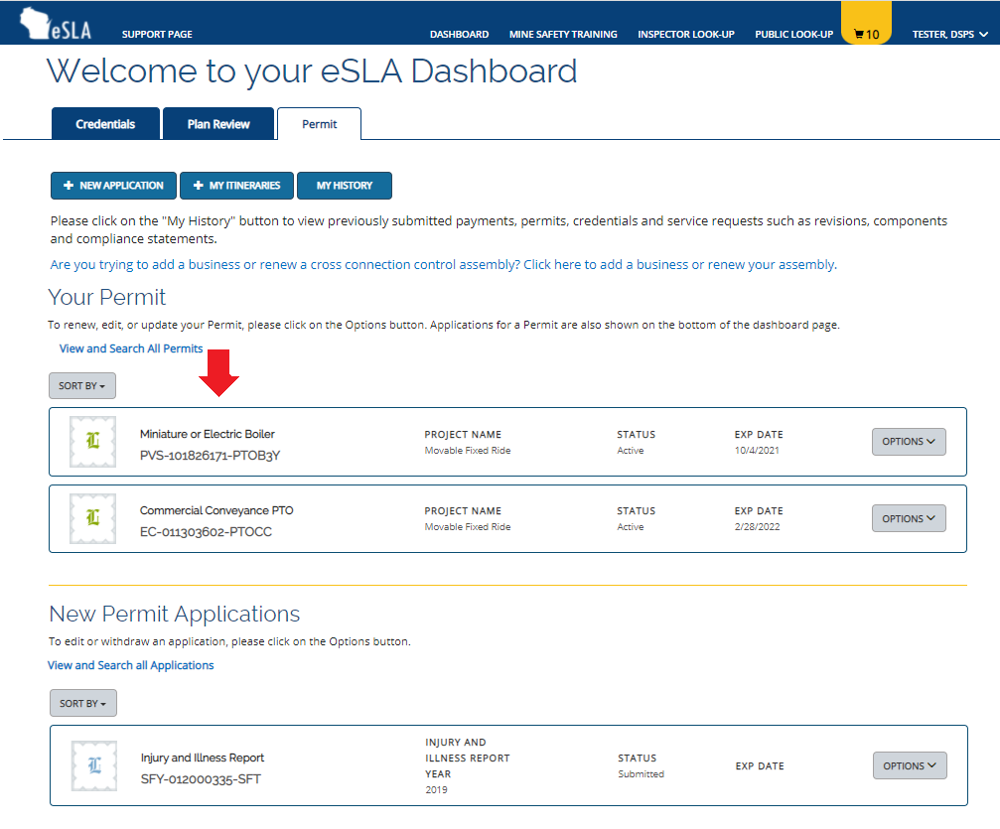 eSLA
SUPPORT PAGE
DASHBOARD
MINE SAFETY TRAINING
INSPECTOR LOOK-UP
PUBLIC LOOK-UP
10
TESTER, DSPS
Welcome to your eSLA Dashboard
Credentials
Plan Review
Permit
NEW APPLICATION
MY ITINERARIES
MY HISTORY
Please click on the "My History" button to view previously submitted payments, permits, credentials and service requests such as revisions, components
and compliance statements.
Are you trying to add a business or renew a cross connection control assembly? Click here to add a business or renew your assembly.
Your Permit
To renew, edit, or update your Permit, please click on the Options button. Applications for a Permit are also shown on the bottom of the dashboard page.
View and Search All Permits
SORT BY
L
Miniature or Electric Boiler
PVS-101826171-PTOB3Y
PROJECT NAME
Movable Fixed Ride
STATUS
Active
EXP DATE
10/4/2021
OPTIONS
L
Commercial Conveyance PTO
EC-011303602-PTOCC
PROJECT NAME
Movable Fixed Ride
STATUS
Active
EXP DATE
2/28/2022
OPTIONS
New Permit Applications
To edit or withdraw an application, please click on the Options button.
View and Search all Applications
SORT BY
L
Injury and Illness Report
SFY-012000335-SFT
INJURY AND
ILLNESS REPORT
YEAR
2019
STATUS
Submitted
EXP DATE
OPTIONS